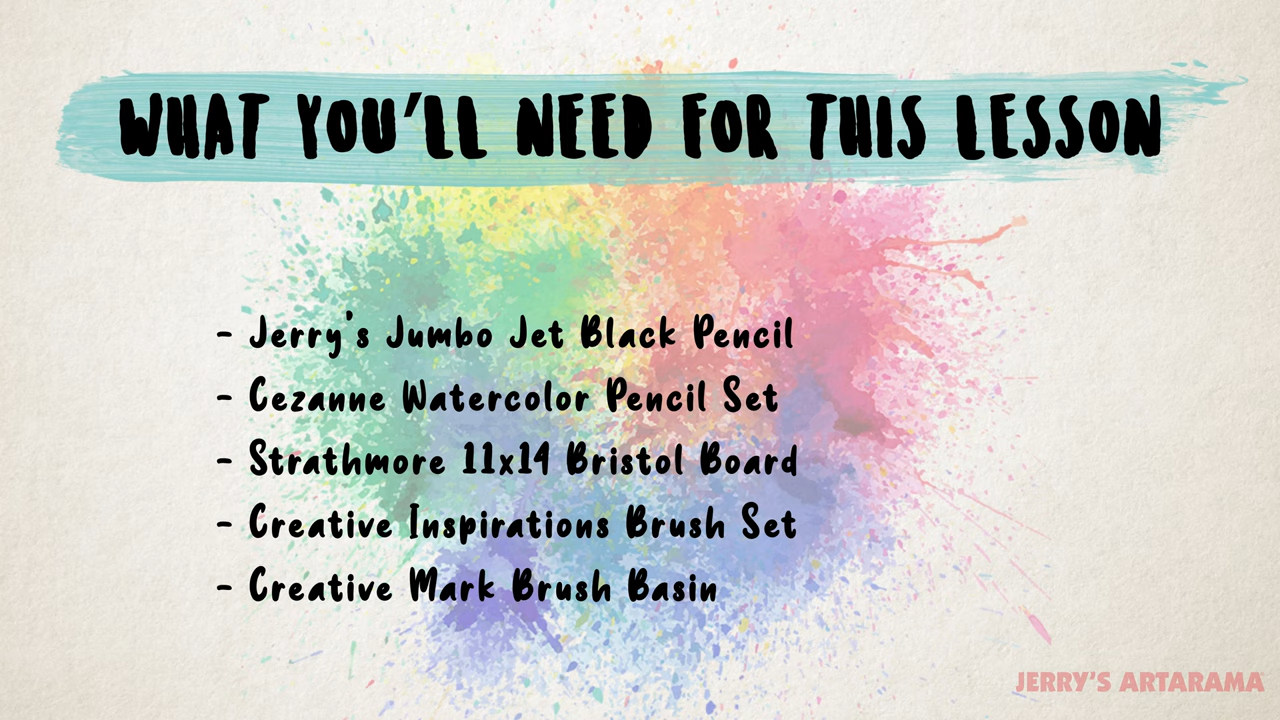 WHAT YOU'LL NEED FOR THIS LESSON
- Jerry's Jumbo Jet Black Pencil
- Cezanne Watercolor Pencil Set
- Strathmore 11x14 Bristol Board
- Creative Inspirations Brush Set
- Creative Mark Brush Basin
JERRY'S ARTARAMA